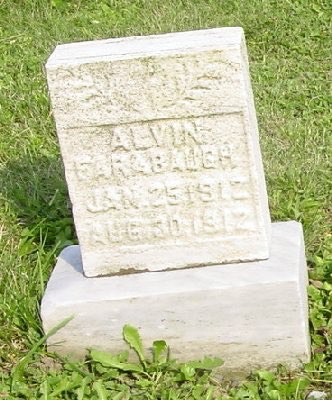 ALVIN
FARABAUGH
JAN. 25 1912
AUG. 30 1912